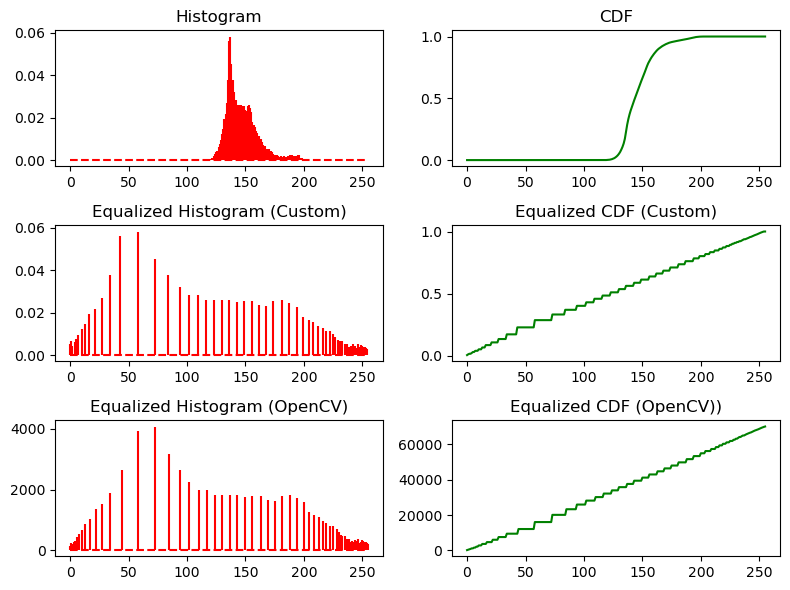 Histogram
CDF
0.06
0.04
0.02
0.00
0 50 100 150 200 250
1.0
0.5
0.0
0 50 100 150 200 250
Equalized Histogram (Custom)
Equalized CDF (Custom)
0.06
0.04
0.02
0.00
0 50 100 150 200 250
1.0
0.5
0.0
0 50 100 150 200 250
Equalized Histogram (OpenCV)
Equalized CDF (OpenCV))
4000
2000
0
0 50 100 150 200 250
60000
40000
20000
0
0 50 100 150 200 250